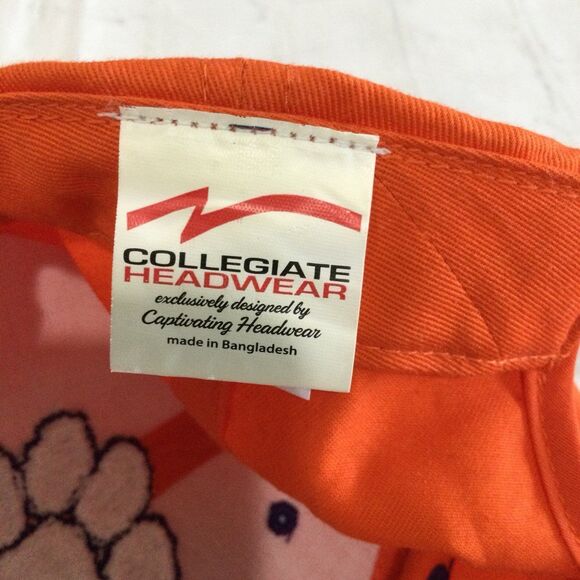 COLLEGIATE
HEADWEAR
exclusively designed by
Captivating Headwear
made in Bangladesh